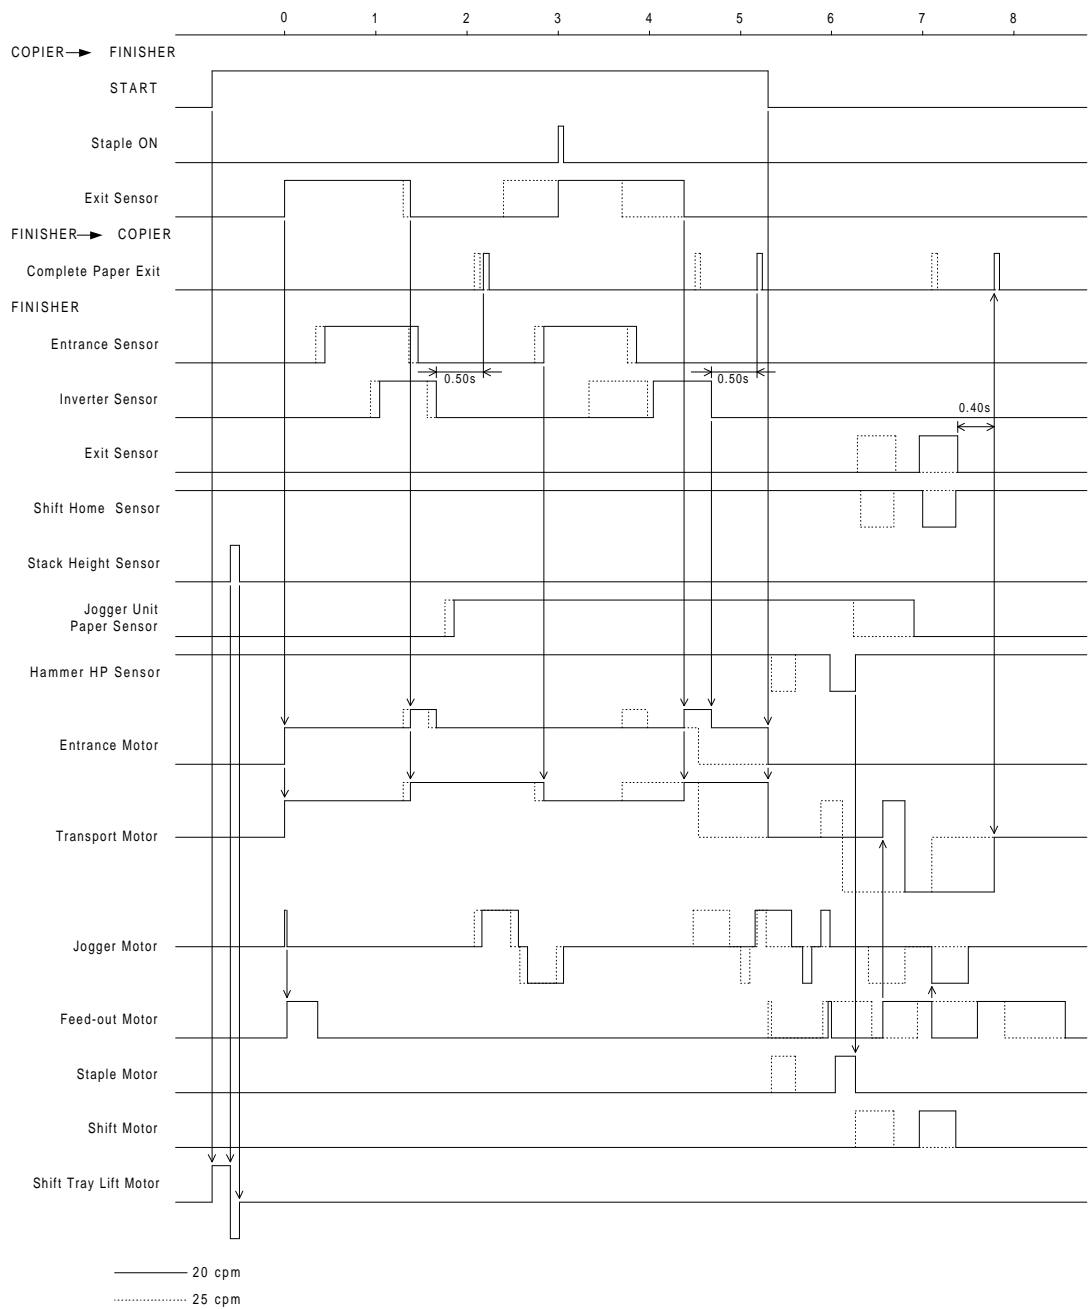 0 1 2 3 4 5 6 7 8
COPIER FINISHER
START
Staple ON
Exit Sensor
FINISHER COPIER
Complete Paper Exit
FINISHER
Entrance Sensor
0.50s 0.50s
Inverter Sensor
0.40s
Exit Sensor
Shift Home Sensor
Stack Height Sensor
Jogger Unit
Paper Sensor
Hammer HP Sensor
Entrance Motor
Transport Motor
Jogger Motor
Feed-out Motor
Staple Motor
Shift Motor
Shift Tray Lift Motor
20 cpm
25 cpm